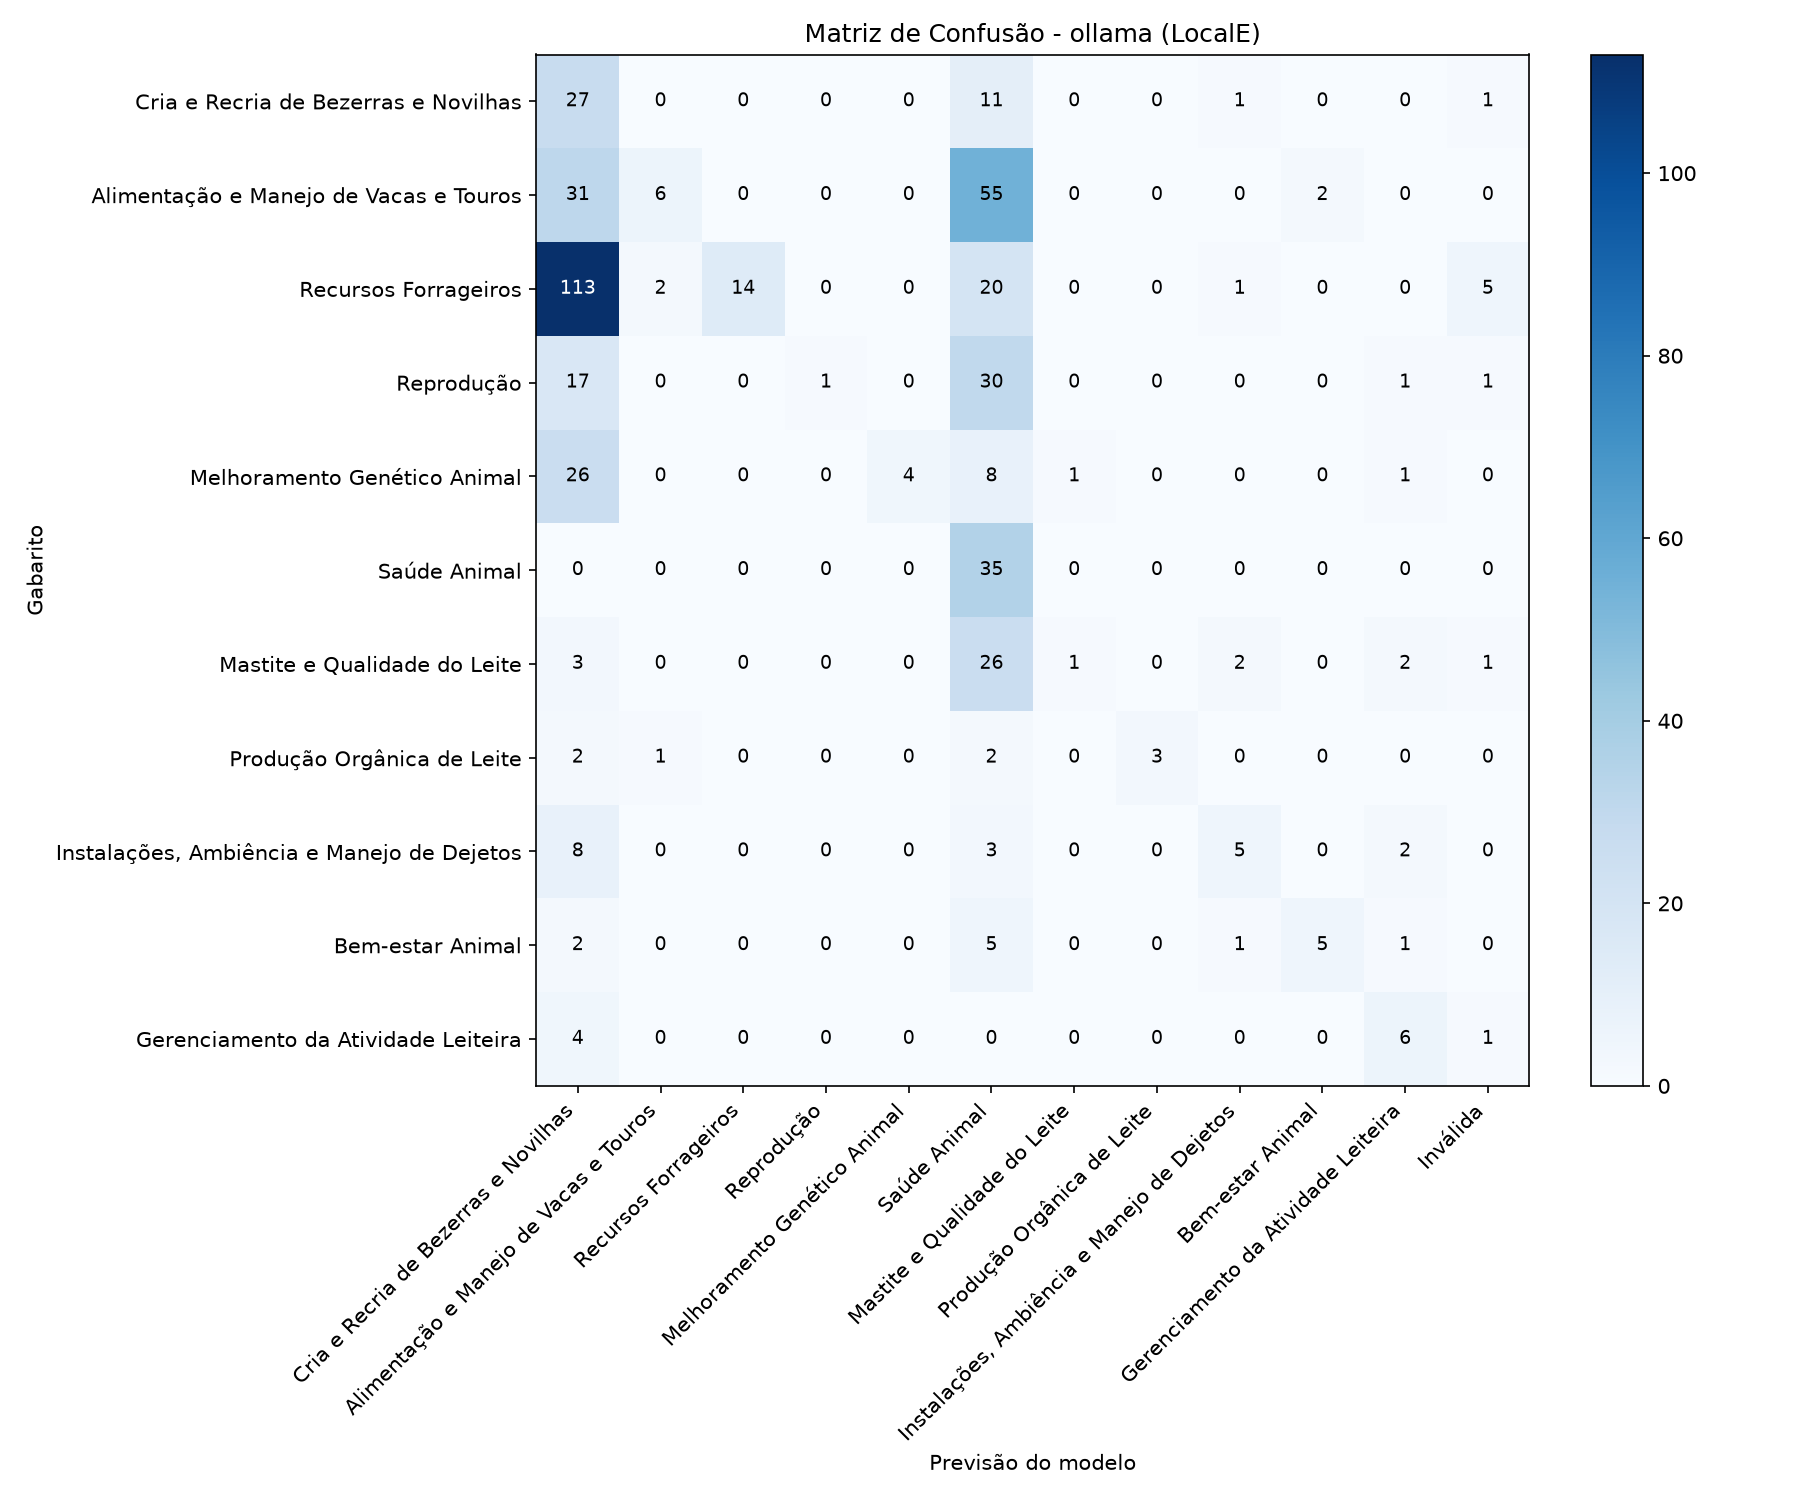 Matriz de Confusão - ollama (LocalE)
Gabarito
Cria e Recria de Bezerras e Novilhas 27 0 0 0 0 11 0 0 1 0 0 1
Alimentação e Manejo de Vacas e Touros 31 6 0 0 0 55 0 0 0 2 0 0
Recursos Forrageiros 113 2 14 0 0 20 0 0 1 0 0 5
Reprodução 17 0 0 1 0 30 0 0 0 0 1 1
Melhoramento Genético Animal 26 0 0 0 4 8 1 0 0 0 1 0
Saúde Animal 0 0 0 0 0 35 0 0 0 0 0 0
Mastite e Qualidade do Leite 3 0 0 0 0 26 1 0 2 0 2 1
Produção Orgânica de Leite 2 1 0 0 0 2 0 3 0 0 0 0
Instalações, Ambiência e Manejo de Dejetos 8 0 0 0 0 3 0 0 5 0 2 0
Bem-estar Animal 2 0 0 0 0 5 0 0 1 5 1 0
Gerenciamento da Atividade Leiteira 4 0 0 0 0 0 0 0 0 0 6 1
Cria e Recria de Bezerras e Novilhas
Alimentação e Manejo de Vacas e Touros
Recursos Forrageiros
Reprodução
Melhoramento Genético Animal
Saúde Animal
Mastite e Qualidade do Leite
Produção Orgânica de Leite
Instalações, Ambiência e Manejo de Dejetos
Bem-estar Animal
Gerenciamento da Atividade Leiteira
Inválida
Previsão do modelo
100
80
60
40
20
0